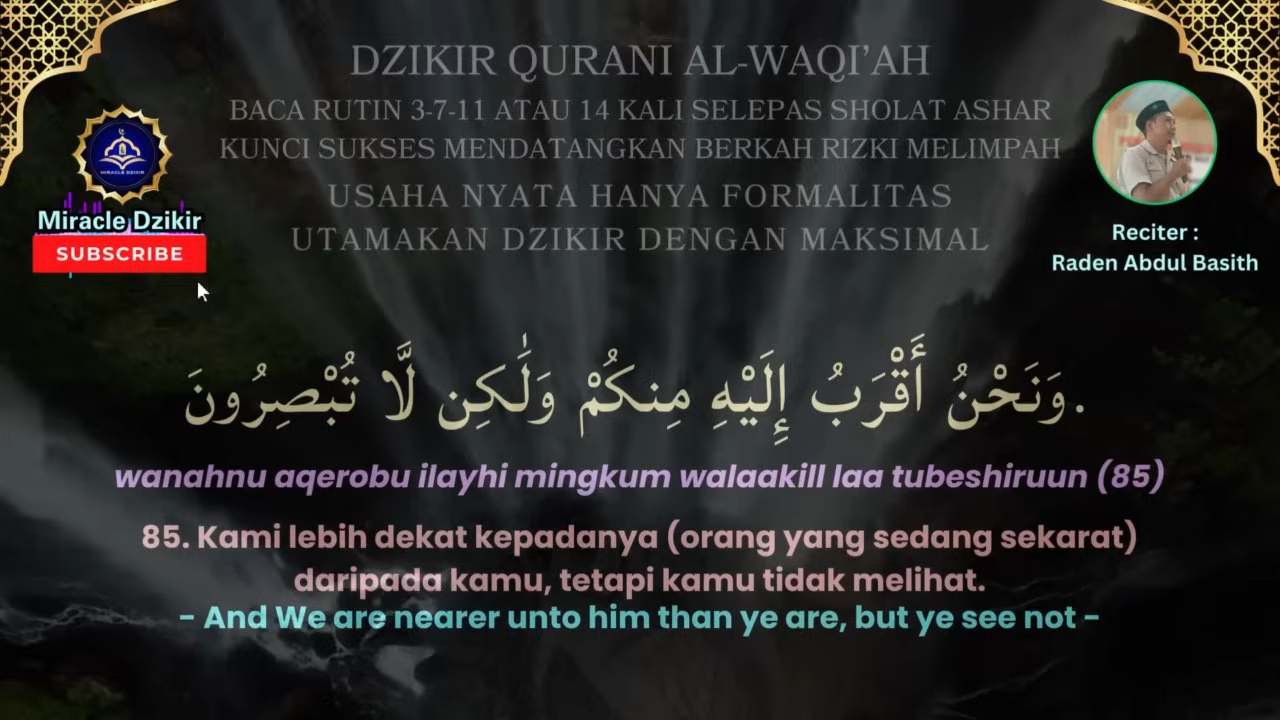 DZIKIR QURANI AL-WAQI'AH
BACA RUTIN 3-7-11 ATAU 14 KALI SELEPAS SHOLAT ASHAR
KUNCI SUKSES MENDATANGKAN BERKAH RIZKI MELIMPAH
USAHA NYATA HANYA FORMALITAS
UTAMAKAN DZIKIR DENGAN MAKSIMAL
MIRACLE DZIKIR
Miracle Dzikir
SUBSCRIBE
Reciter :
Raden Abdul Basith
.وَنَحْنُ أَقْرَبُ إِلَيْهِ مِنكُمْ وَلَٰكِن لَّا تُبْصِرُونَ
wanahnu aqerobu ilayhi mingkum walaakill laa tubeshiruun (85)
85. Kami lebih dekat kepadanya (orang yang sedang sekarat)
daripada kamu, tetapi kamu tidak melihat.
- And We are nearer unto him than ye are, but ye see not -